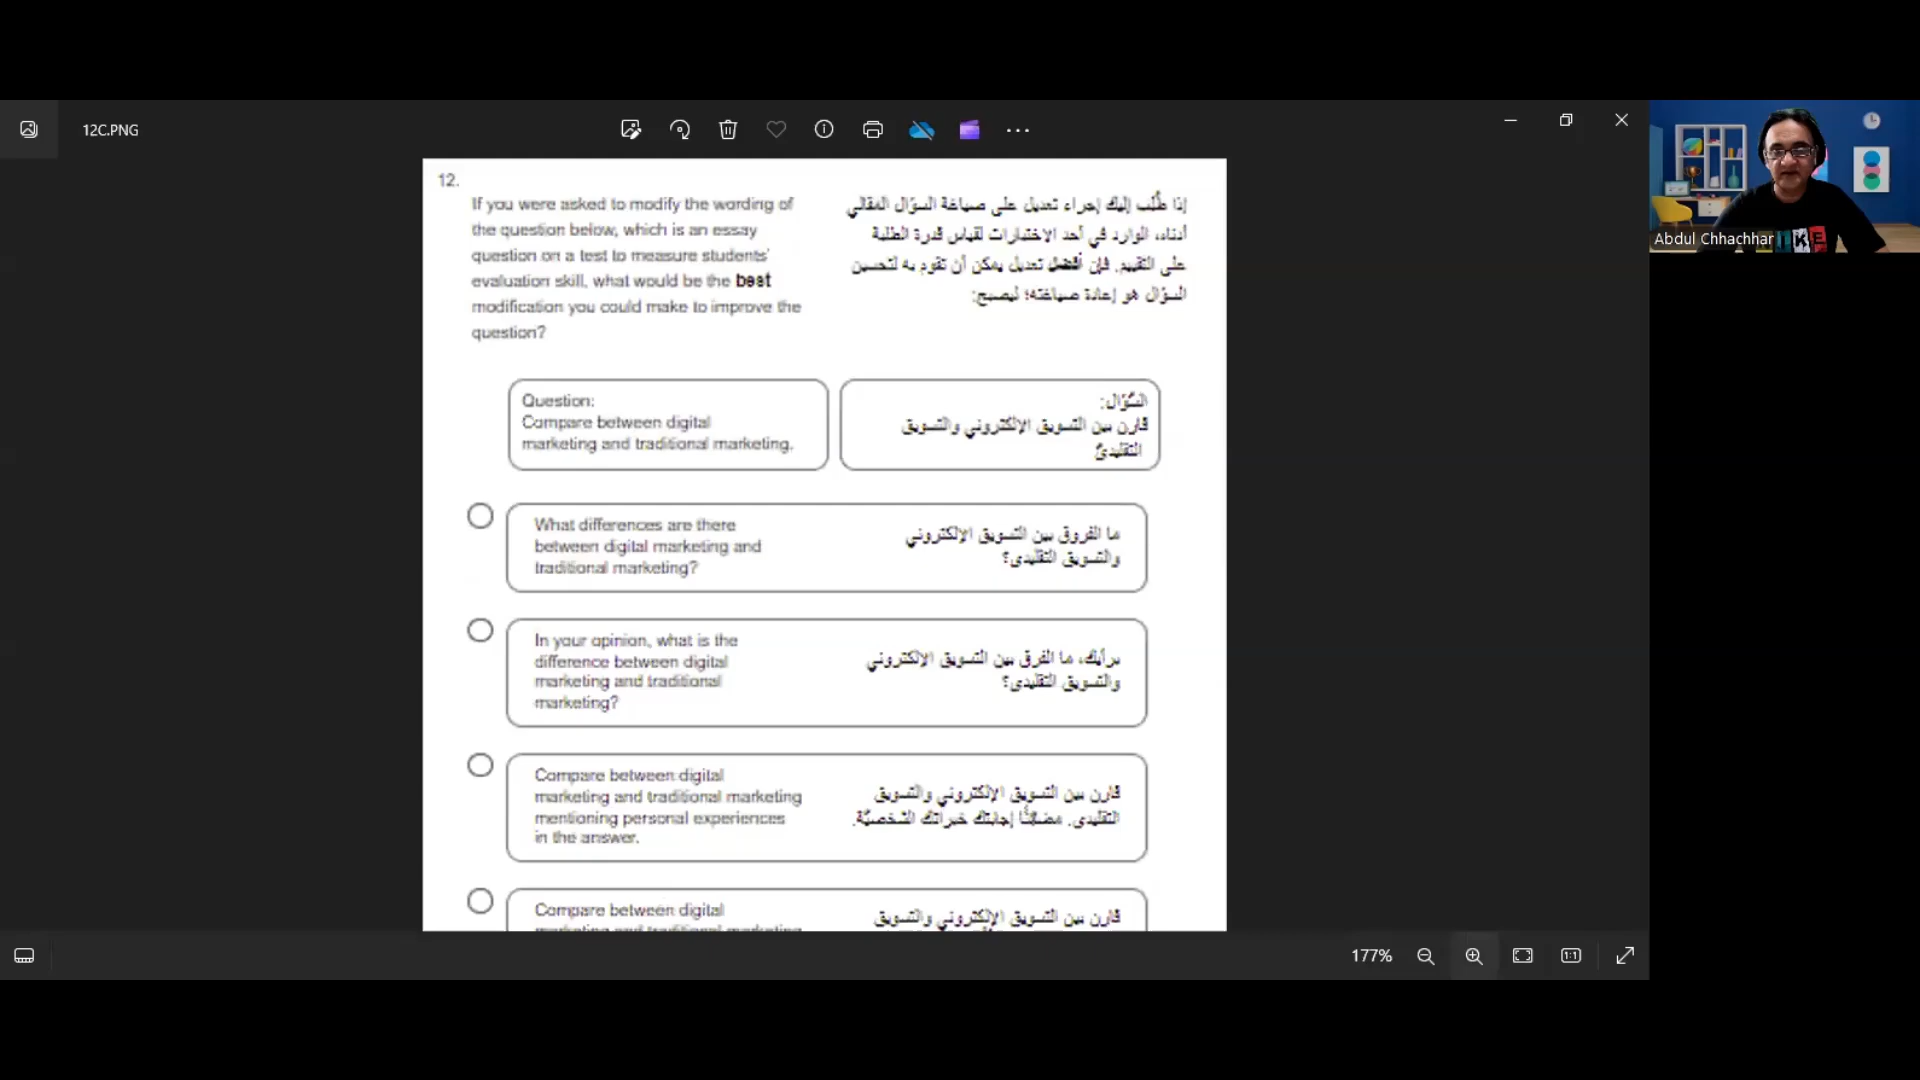 12C.PNG
Abdul Chhachhar
12.
If you were asked to modify the wording of
the question below, which is an essay
question on a test to measure students'
evaluation skill, what would be the best
modification you could make to improve the
question?
إذا طُلب إليك إجراء تعديل على صياغة السؤال المقالي
أدناه، الوارد في أحد الاختبارات لقياس قدرة الطلبة
على التقييم. فإن أفضل تعديل يمكن أن تقوم به لتحسين
السؤال هو إعادة صياغته؛ ليصبح:
Question:
Compare between digital
marketing and traditional marketing.
السُّؤال:
قارن بين التسويق الإلكتروني والتسويق
التقليديّ
What differences are there
between digital marketing and
traditional marketing?
ما الفروق بين التسويق الإلكتروني
والتسويق التقليدي؟
In your opinion, what is the
difference between digital
marketing and traditional
marketing?
برأيك، ما الفرق بين التسويق الإلكتروني
والتسويق التقليدي؟
Compare between digital
marketing and traditional marketing
mentioning personal experiences
in the answer.
قارن بين التسويق الإلكتروني والتسويق
التقليدي. مضمِّنًا إجابتك خبراتك الشخصيَّة.
Compare between digital
marketing and traditional marketing
قارن بين التسويق الإلكتروني والتسويق
177%